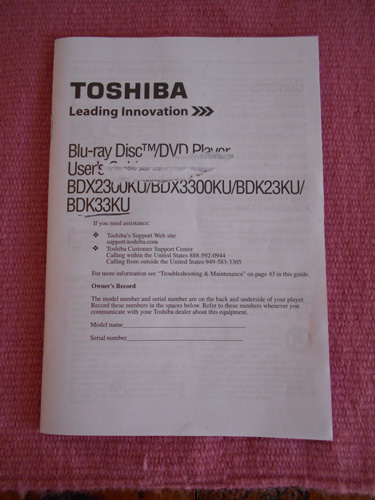 TOSHIBA
Leading Innovation >>>
Blu-ray Disc™/DVD Player
User's
BDX2300KU/BDX3300KU/BDK23KU/
BDK33KU
If you need assistance:
❖ Toshiba's Support Web site
support.toshiba.com
❖ Toshiba Customer Support Center
Calling within the United States 888-592-0944
Calling from outside the United States 949-583-3305
For more information see "Troubleshooting & Maintenance" on page 43 in this guide.
Owner's Record
The model number and serial number are on the back and underside of your player.
Record these numbers in the spaces below. Refer to these numbers whenever you
communicate with your Toshiba dealer about this equipment.
Model name
Serial number